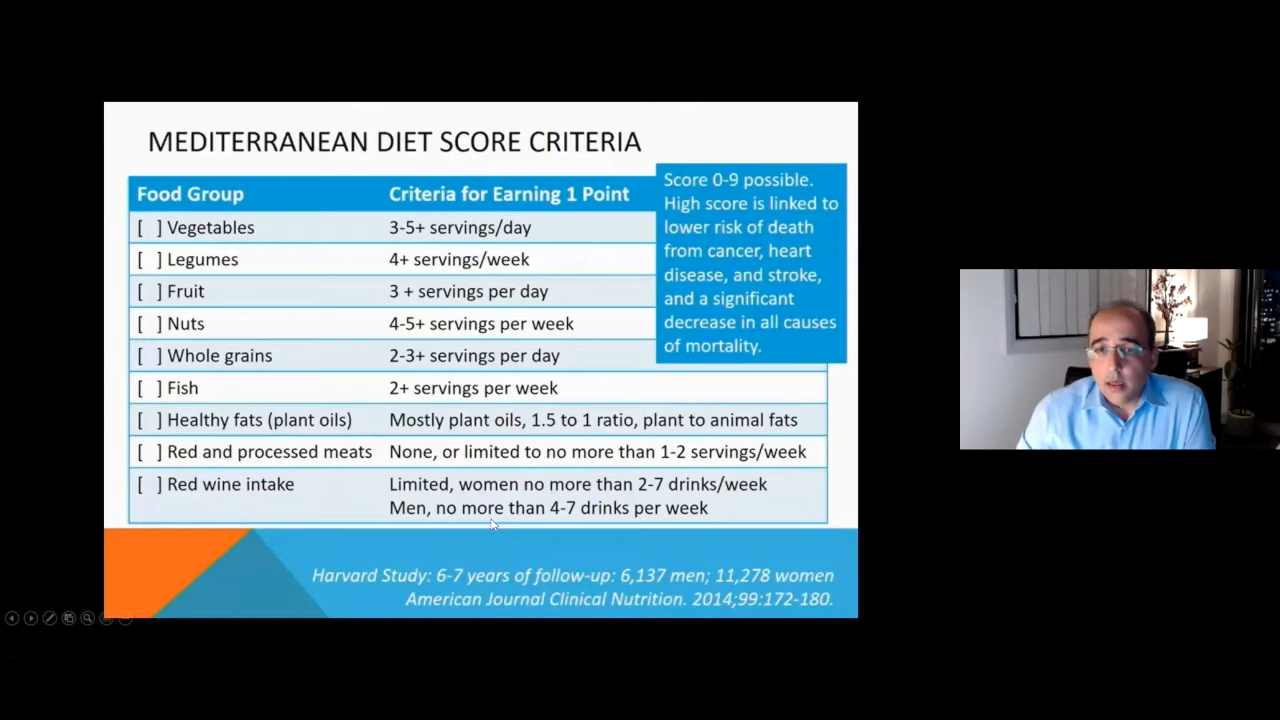 MEDITERRANEAN DIET SCORE CRITERIA
Food Group Criteria for Earning 1 Point
[ ] Vegetables 3-5+ servings/day
[ ] Legumes 4+ servings/week
[ ] Fruit 3 + servings per day
[ ] Nuts 4-5+ servings per week
[ ] Whole grains 2-3+ servings per day
[ ] Fish 2+ servings per week
[ ] Healthy fats (plant oils) Mostly plant oils, 1.5 to 1 ratio, plant to animal fats
[ ] Red and processed meats None, or limited to no more than 1-2 servings/week
[ ] Red wine intake Limited, women no more than 2-7 drinks/week
Men, no more than 4-7 drinks per week
Score 0-9 possible.
High score is linked to
lower risk of death
from cancer, heart
disease, and stroke,
and a significant
decrease in all causes
of mortality.
Harvard Study: 6-7 years of follow-up: 6,137 men; 11,278 women
American Journal Clinical Nutrition. 2014;99:172-180.